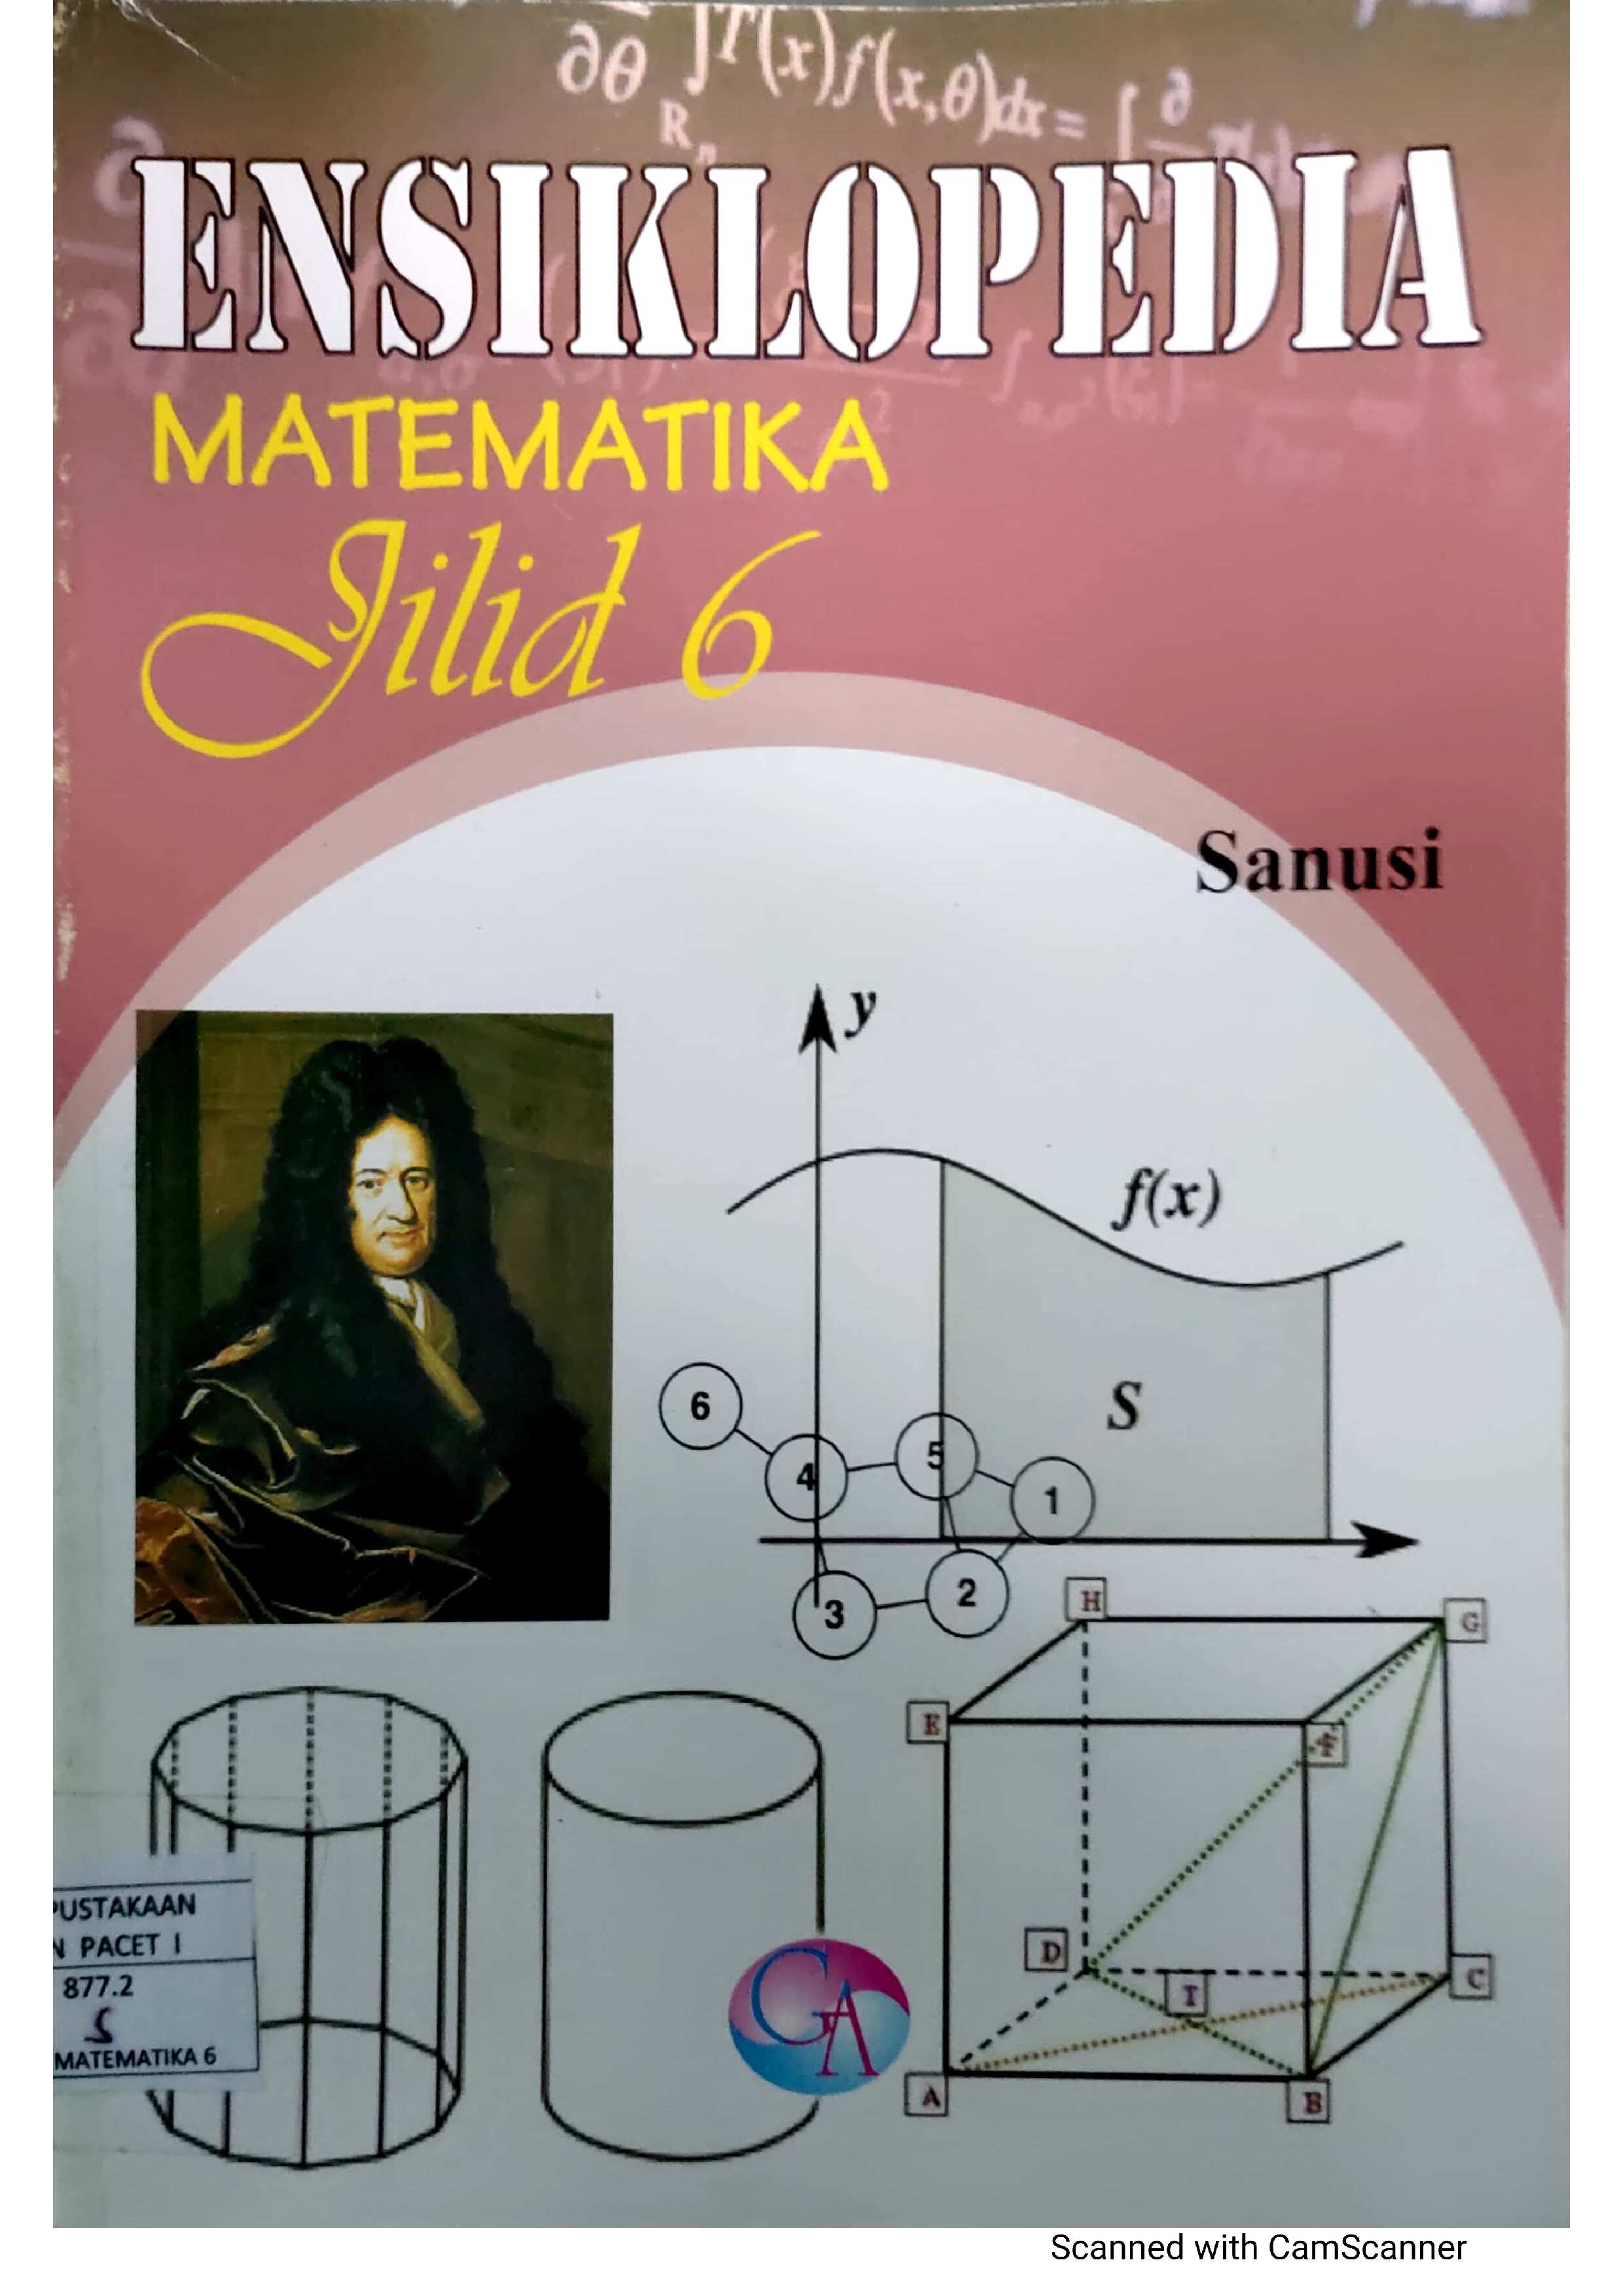 ∂θ ∫T(x)f(x,θ)dx = ∫ ∂
R n
ENSIKLOPEDIA
MATEMATIKA
Jilid 6
Sanusi
y
f(x)
S
6
4
5
1
3
2
H
G
E
F
D
T
C
A
B
PUSTAKAAN
N PACET I
877.2
S
MATEMATIKA 6
GA
Scanned with CamScanner